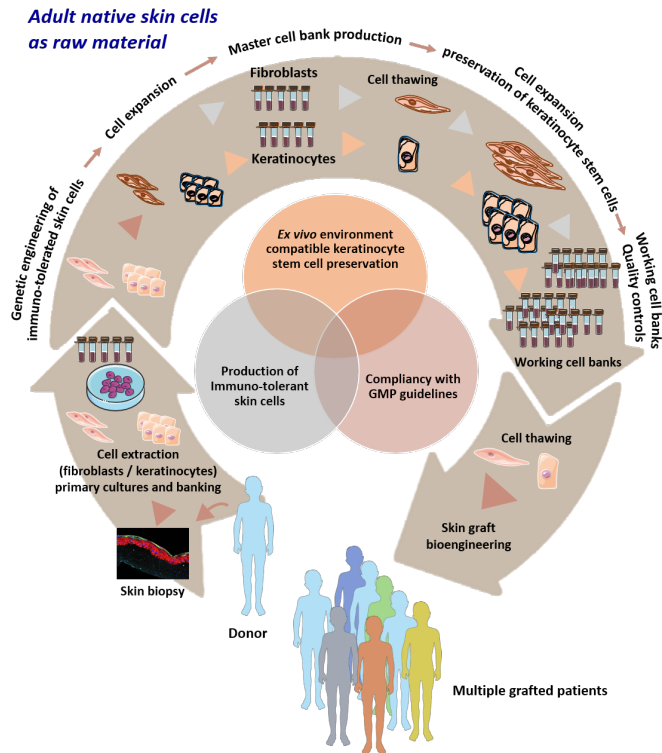 Adult native skin cells
as raw material
Genetic engineering of
immuno-tolerated skin cells
Cell expansion
Master cell bank production
Cell expansion
preservation of keratinocyte stem cells
Working cell banks
Quality controls
Fibroblasts
Keratinocytes
Cell thawing
Working cell banks
Ex vivo environment
compatible keratinocyte
stem cell preservation
Production of
Immuno-tolerant
skin cells
Compliancy with
GMP guidelines
Cell extraction
(fibroblasts / keratinocytes)
primary cultures and banking
Skin biopsy
Donor
Cell thawing
Skin graft
bioengineering
Multiple grafted patients